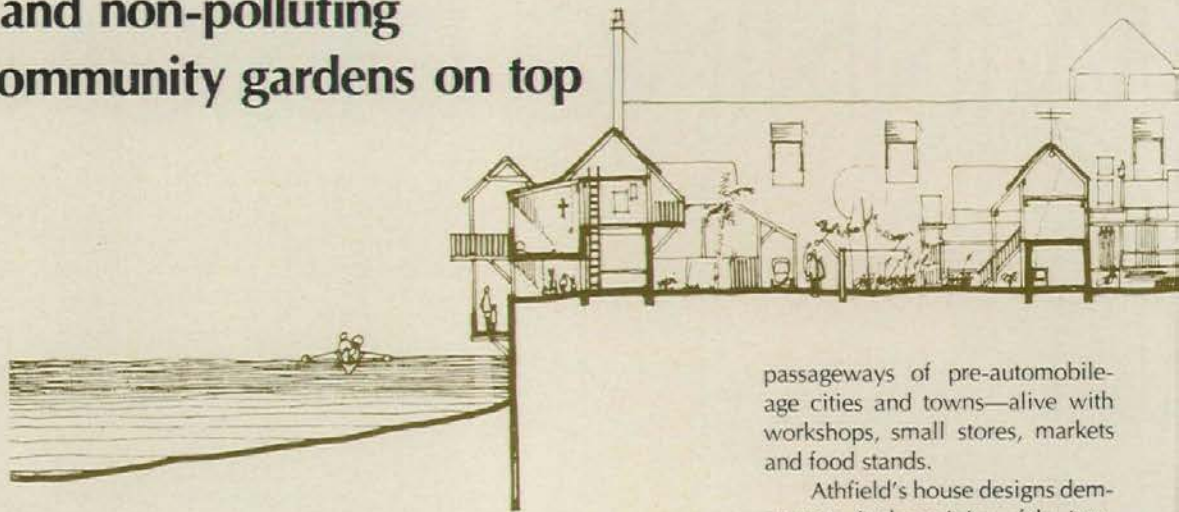 and non-polluting
ommunity gardens on top
passageways of pre-automobile-
age cities and towns—alive with
workshops, small stores, markets
and food stands.
Athfield's house designs dem-